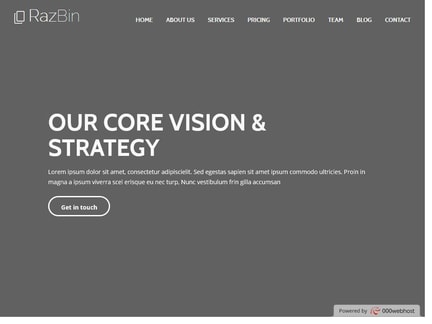 RazBin
HOME ABOUT US SERVICES PRICING PORTFOLIO TEAM BLOG CONTACT
OUR CORE VISION &
STRATEGY
Lorem ipsum dolor sit amet, consectetur adipiscielit. Sed egestas sapien sit amet ipsum commodo ultricies. Proin in
magna a ipsum viverra scei erisque eu nec turp, Nunc vestibulum frin gilla accumsan
Get in touch
Powered by 000webhost